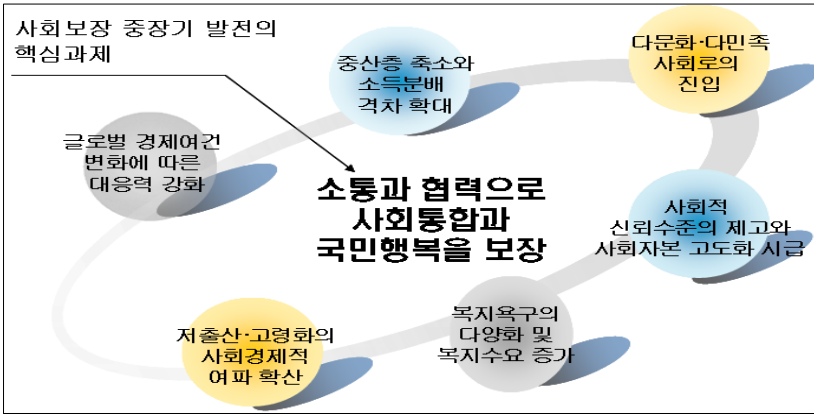 사회보장 중장기 발전의
핵심과제
중산층 축소와
소득분배
격차 확대
다문화·다민족
사회로의
진입
글로벌 경제여건
변화에 따른
대응력 강화
소통과 협력으로
사회통합과
국민행복을 보장
사회적
신뢰수준의 제고와
사회자본 고도화 시급
저출산·고령화의
사회경제적
여파 확산
복지욕구의
다양화 및
복지수요 증가